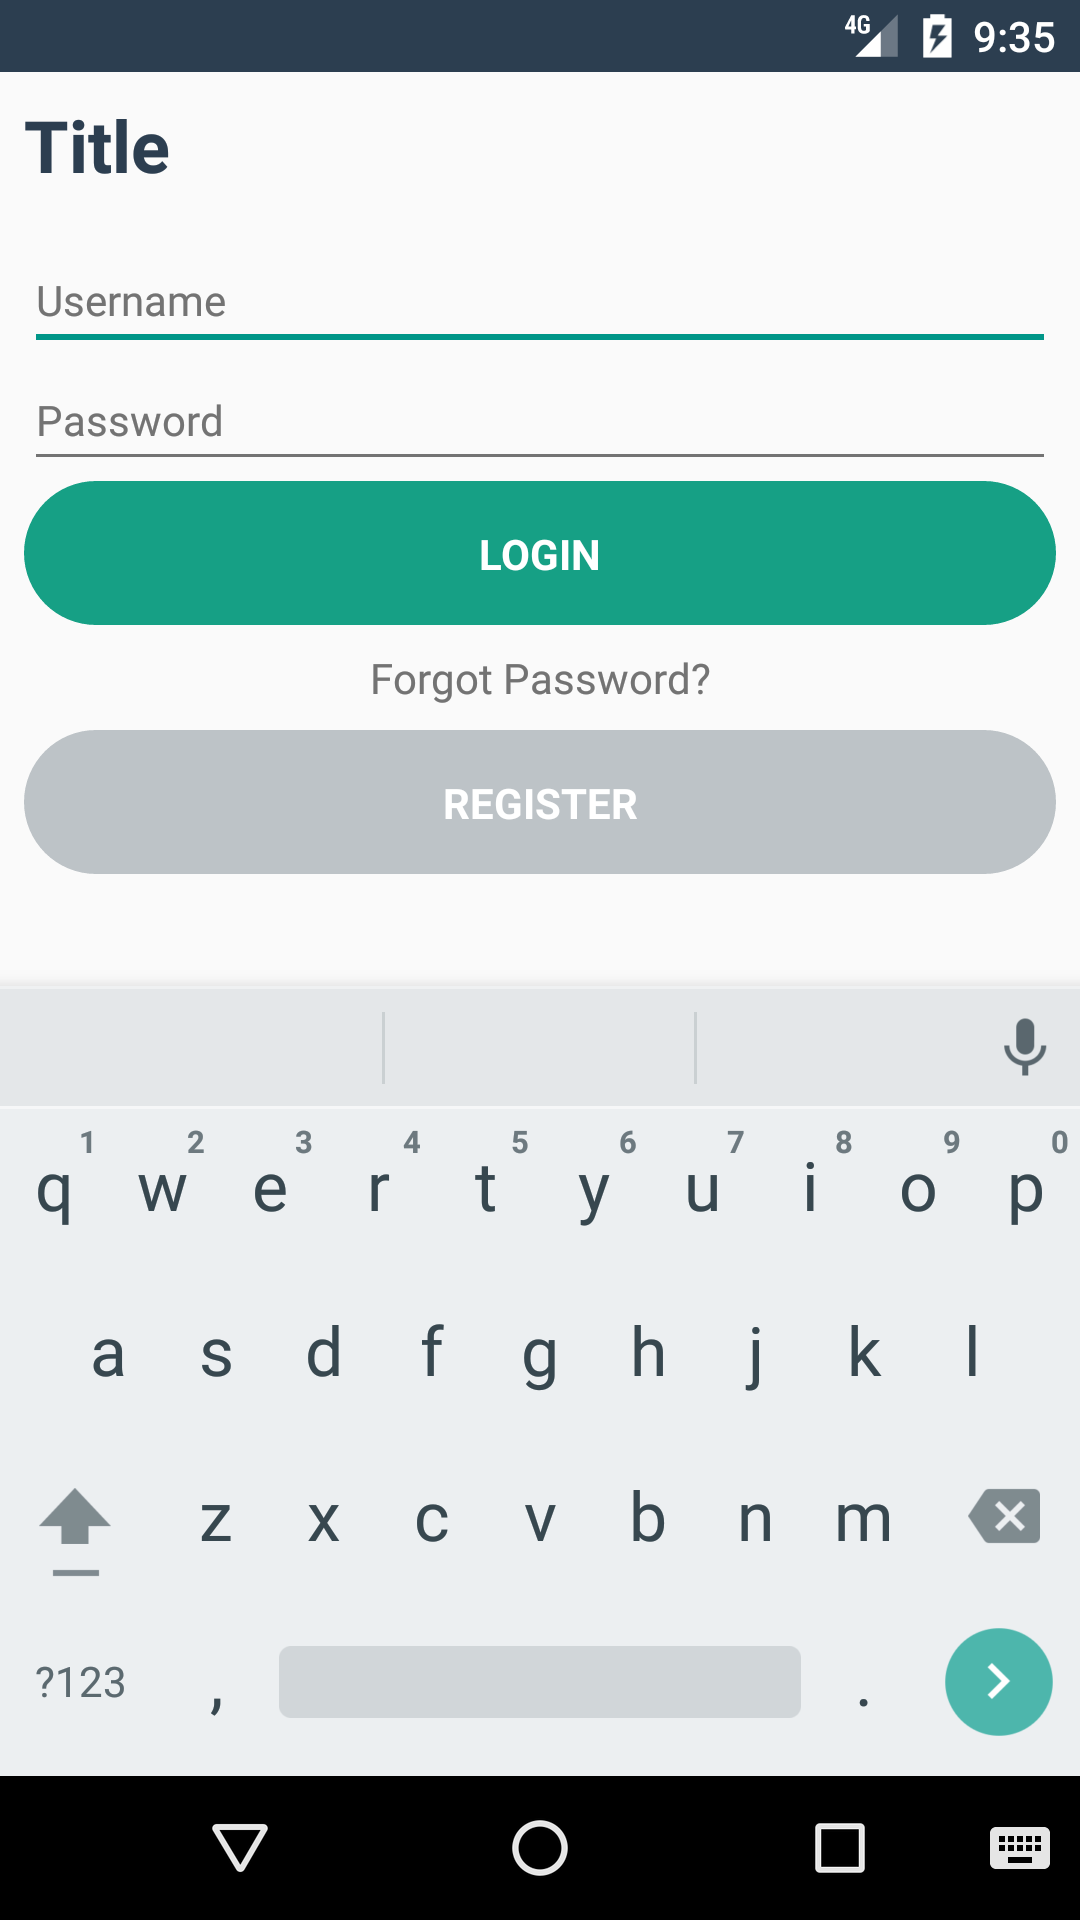 4G 9:35
Title
Username
Password
LOGIN
Forgot Password?
REGISTER
1 2 3 4 5 6 7 8 9 0
q w e r t y u i o p
a s d f g h j k l
z x c v b n m
?123 , .